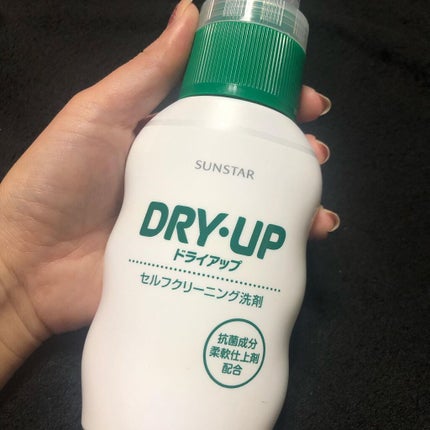 SUNSTAR
DRY·UP
ドライアップ
セルフクリーニング洗剤
抗菌成分
柔軟仕上剤
配合